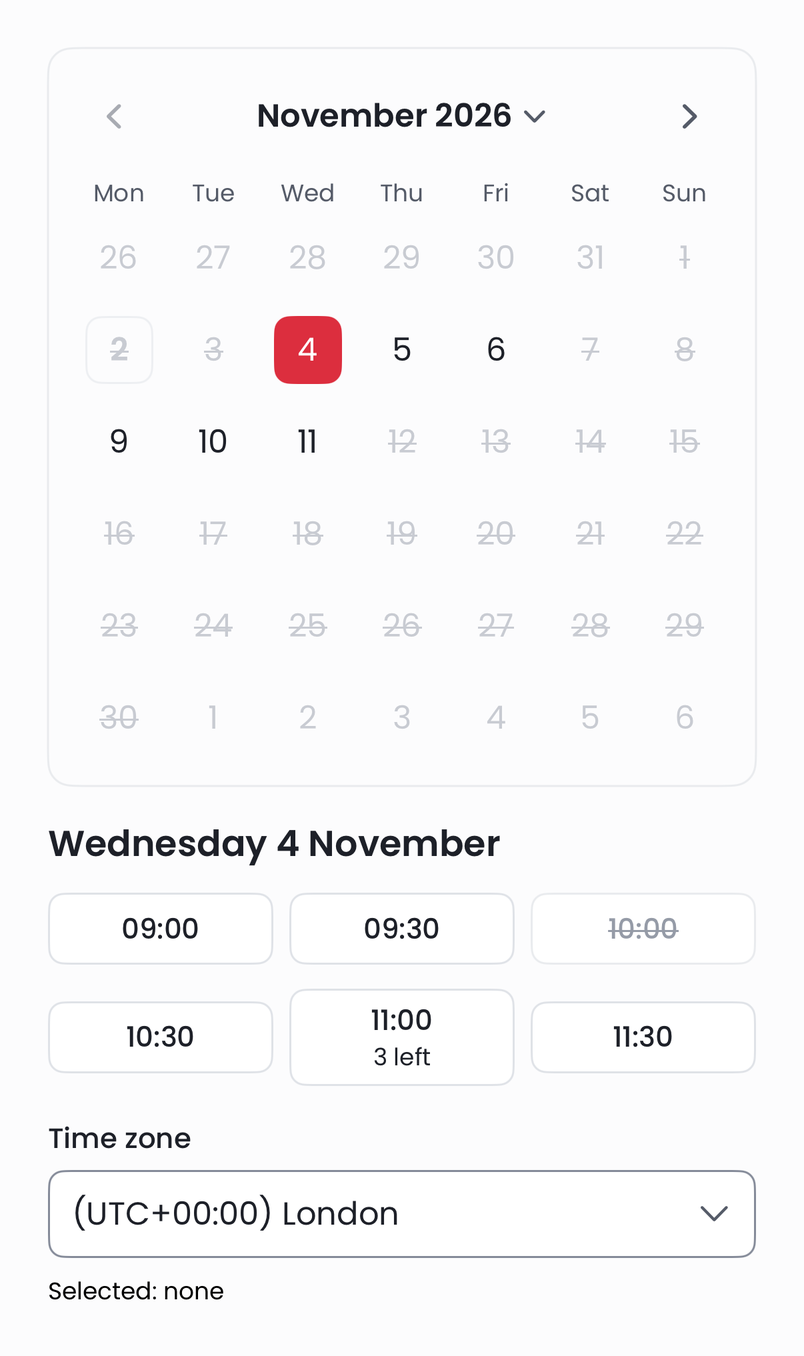 November 2026
Mon Tue Wed Thu Fri Sat Sun
26 27 28 29 30 31 1
2 3 4 5 6 7 8
9 10 11 12 13 14 15
16 17 18 19 20 21 22
23 24 25 26 27 28 29
30 1 2 3 4 5 6
Wednesday 4 November
09:00 09:30 10:00
10:30 11:00 11:30
3 left
Time zone
(UTC+00:00) London
Selected: none